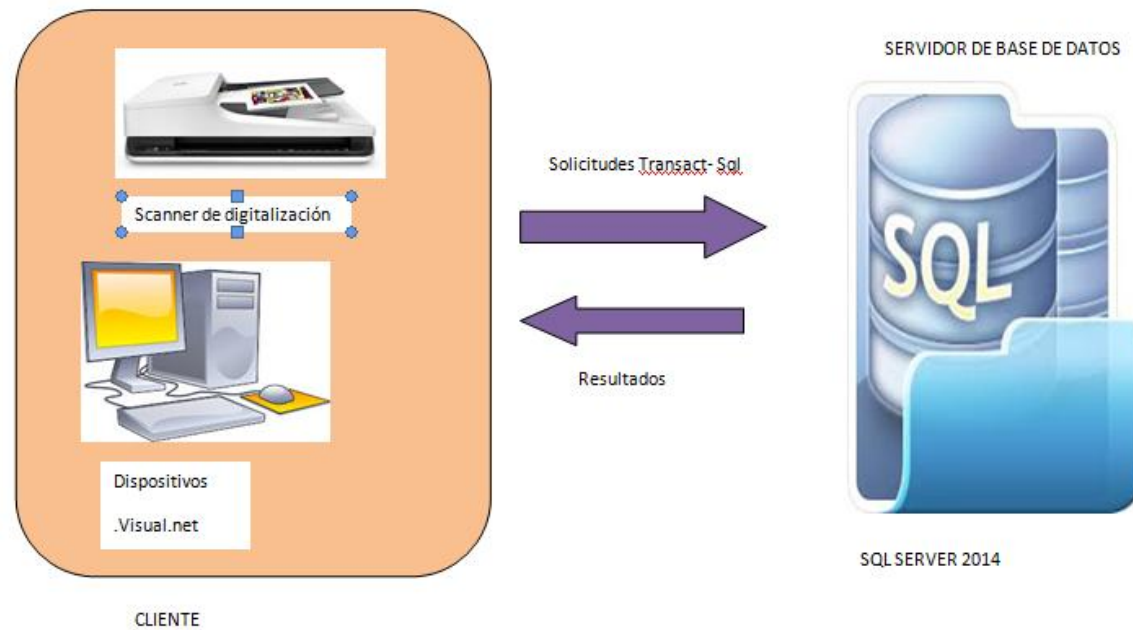 SERVIDOR DE BASE DE DATOS
Solicitudes Transact- Sql
Scanner de digitalización
SQL
Resultados
Dispositivos
.Visual.net
SQL SERVER 2014
CLIENTE